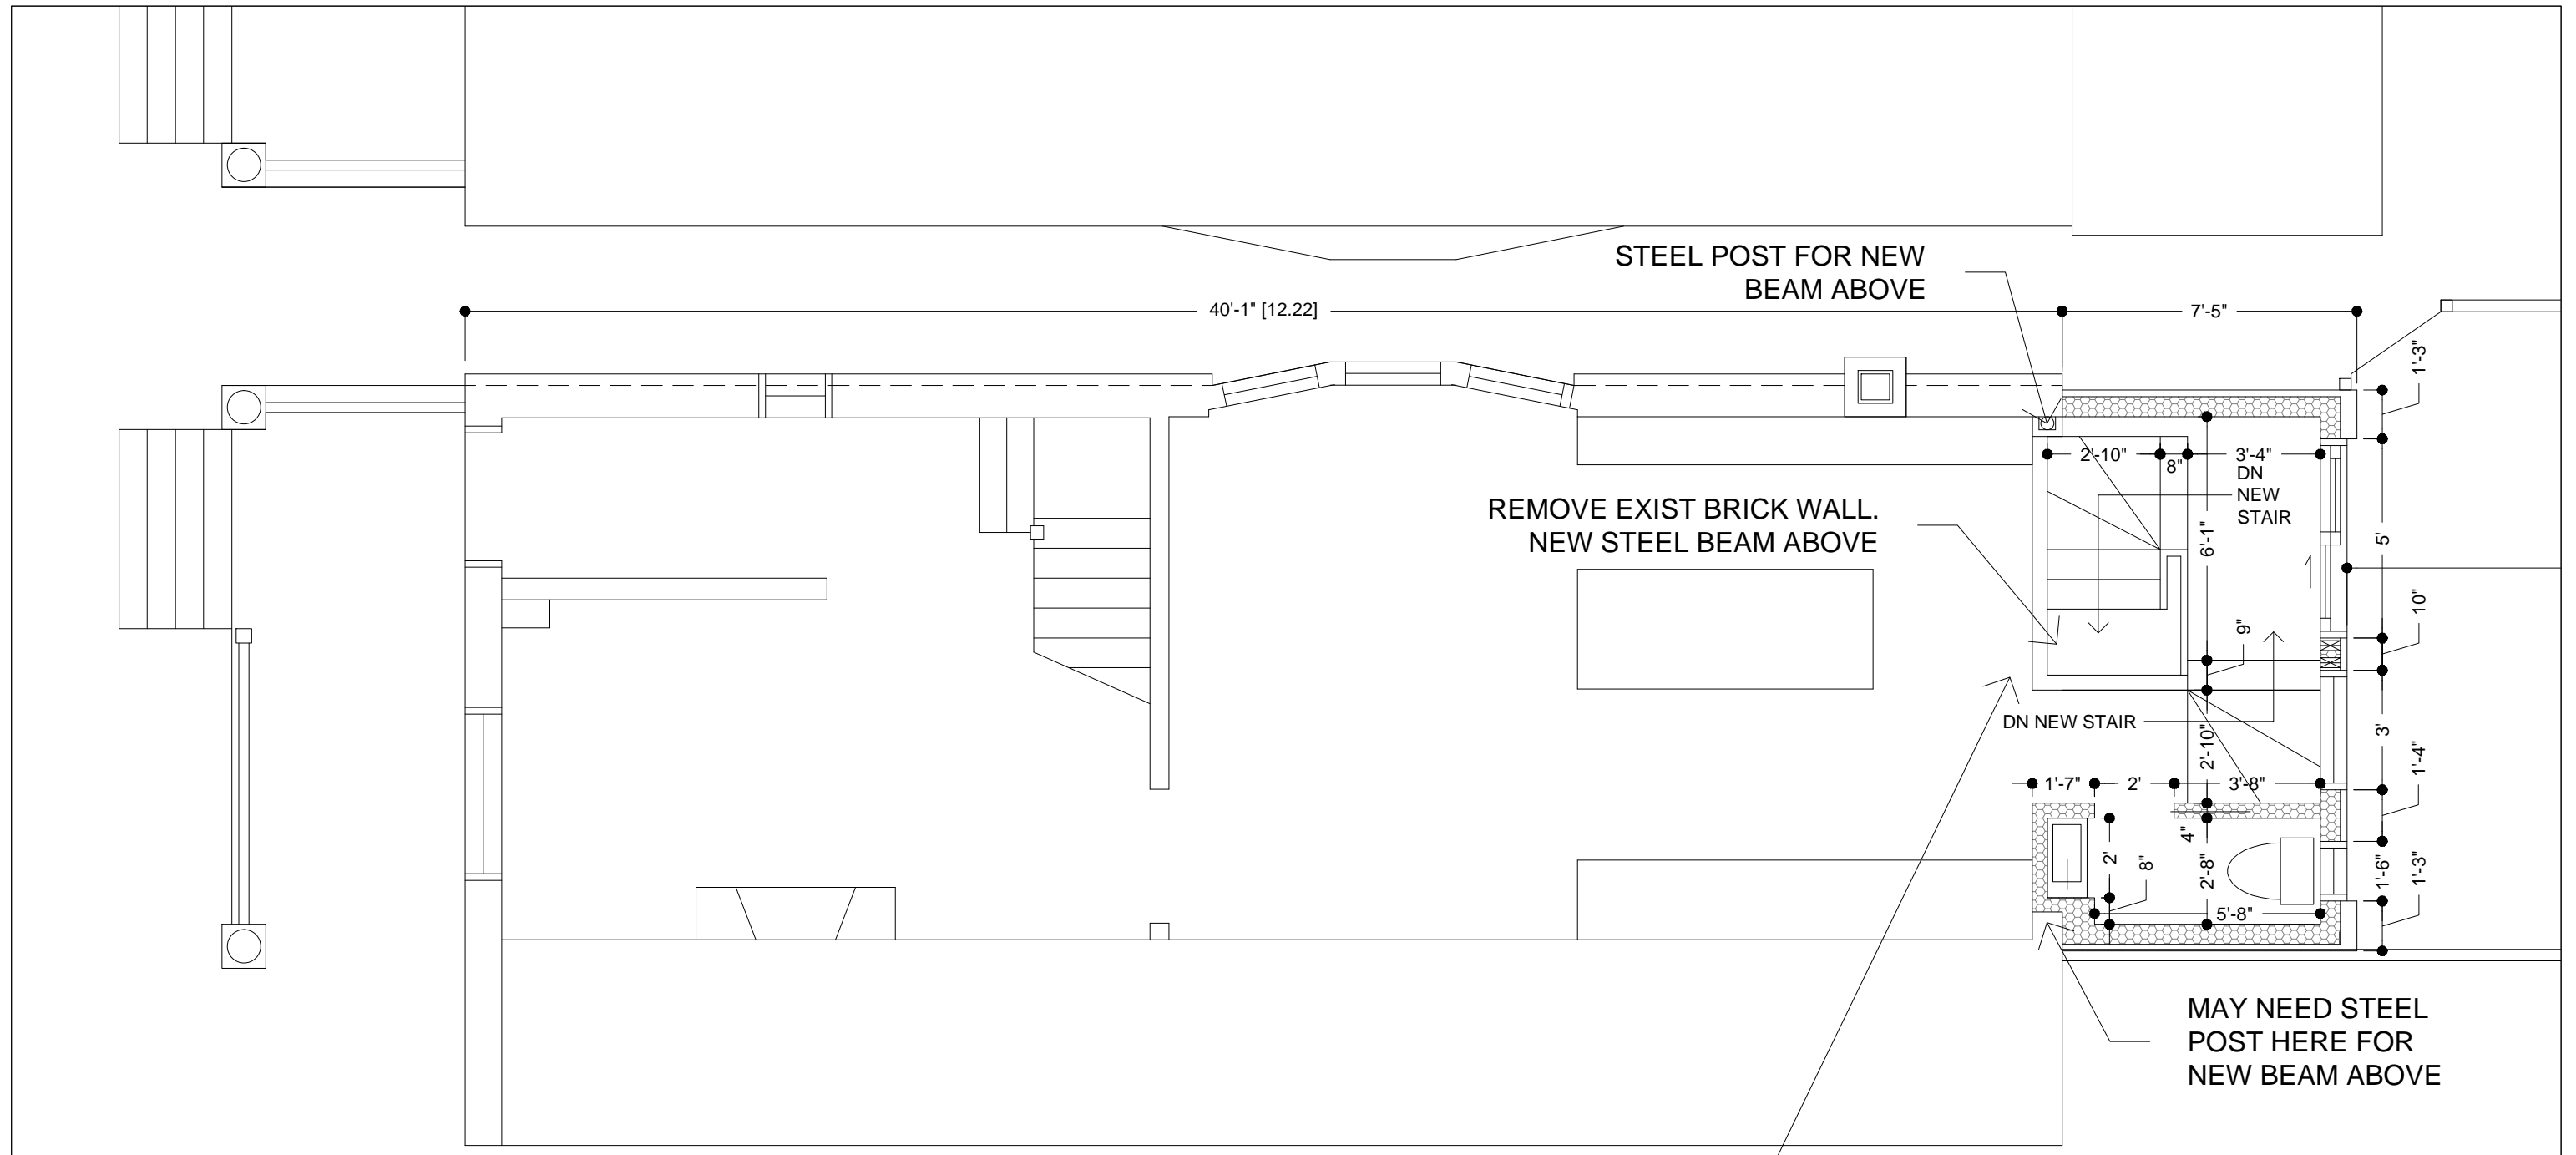 STEEL POST FOR NEW
BEAM ABOVE
40'-1" [12.22]
7'-5"
1'-3"
2'-10"
8"
3'-4"
DN
NEW
STAIR
REMOVE EXIST BRICK WALL.
NEW STEEL BEAM ABOVE
6'-1"
5'
10"
9"
DN NEW STAIR
2'-10"
3'
1'-4"
1'-7"
2'
3'-8"
4"
2'
8"
2'-8"
1'-6"
1'-3"
5'-8"
MAY NEED STEEL
POST HERE FOR
NEW BEAM ABOVE